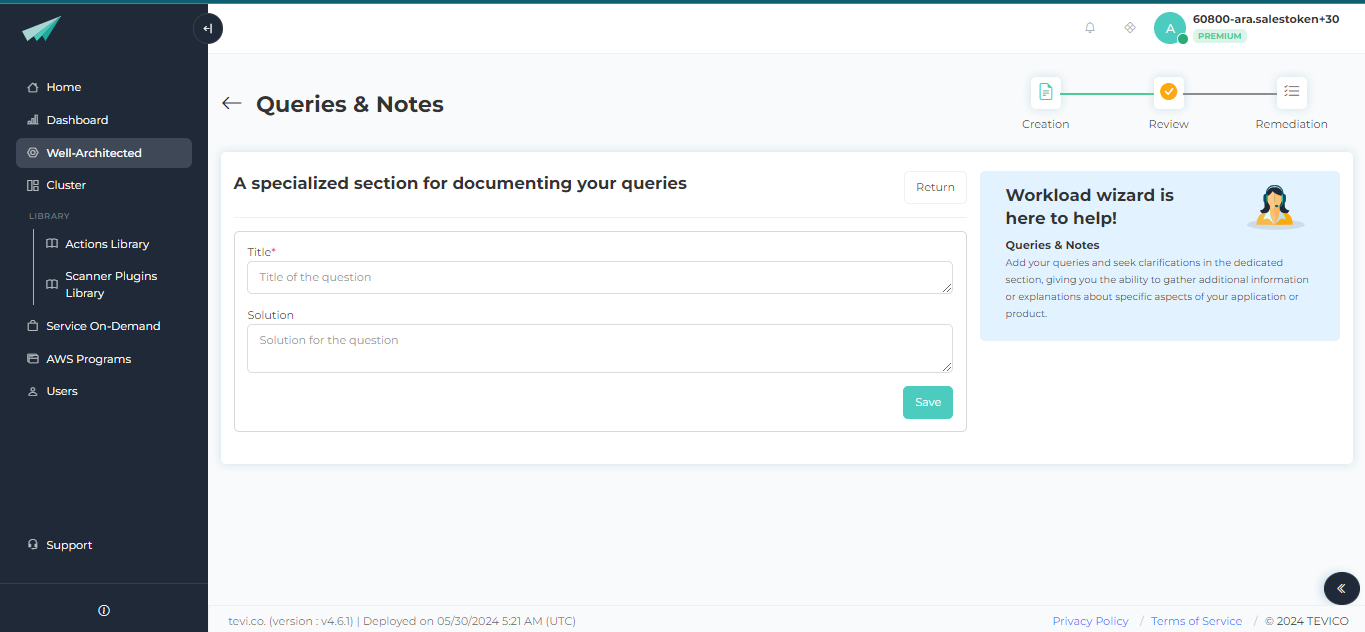 60800-ara.salestoken+30
A
PREMIUM
Home
Dashboard
Well-Architected
Cluster
LIBRARY
Actions Library
Scanner Plugins
Library
Service On-Demand
AWS Programs
Users
Support
Queries & Notes
Creation
Review
Remediation
A specialized section for documenting your queries
Return
Title*
Title of the question
Solution
Solution for the question
Save
Workload wizard is
here to help!
Queries & Notes
Add your queries and seek clarifications in the dedicated
section, giving you the ability to gather additional information
or explanations about specific aspects of your application or
product.
tevi.co. (version : v4.6.1) | Deployed on 05/30/2024 5:21 AM (UTC)
Privacy Policy / Terms of Service / © 2024 TEVICO